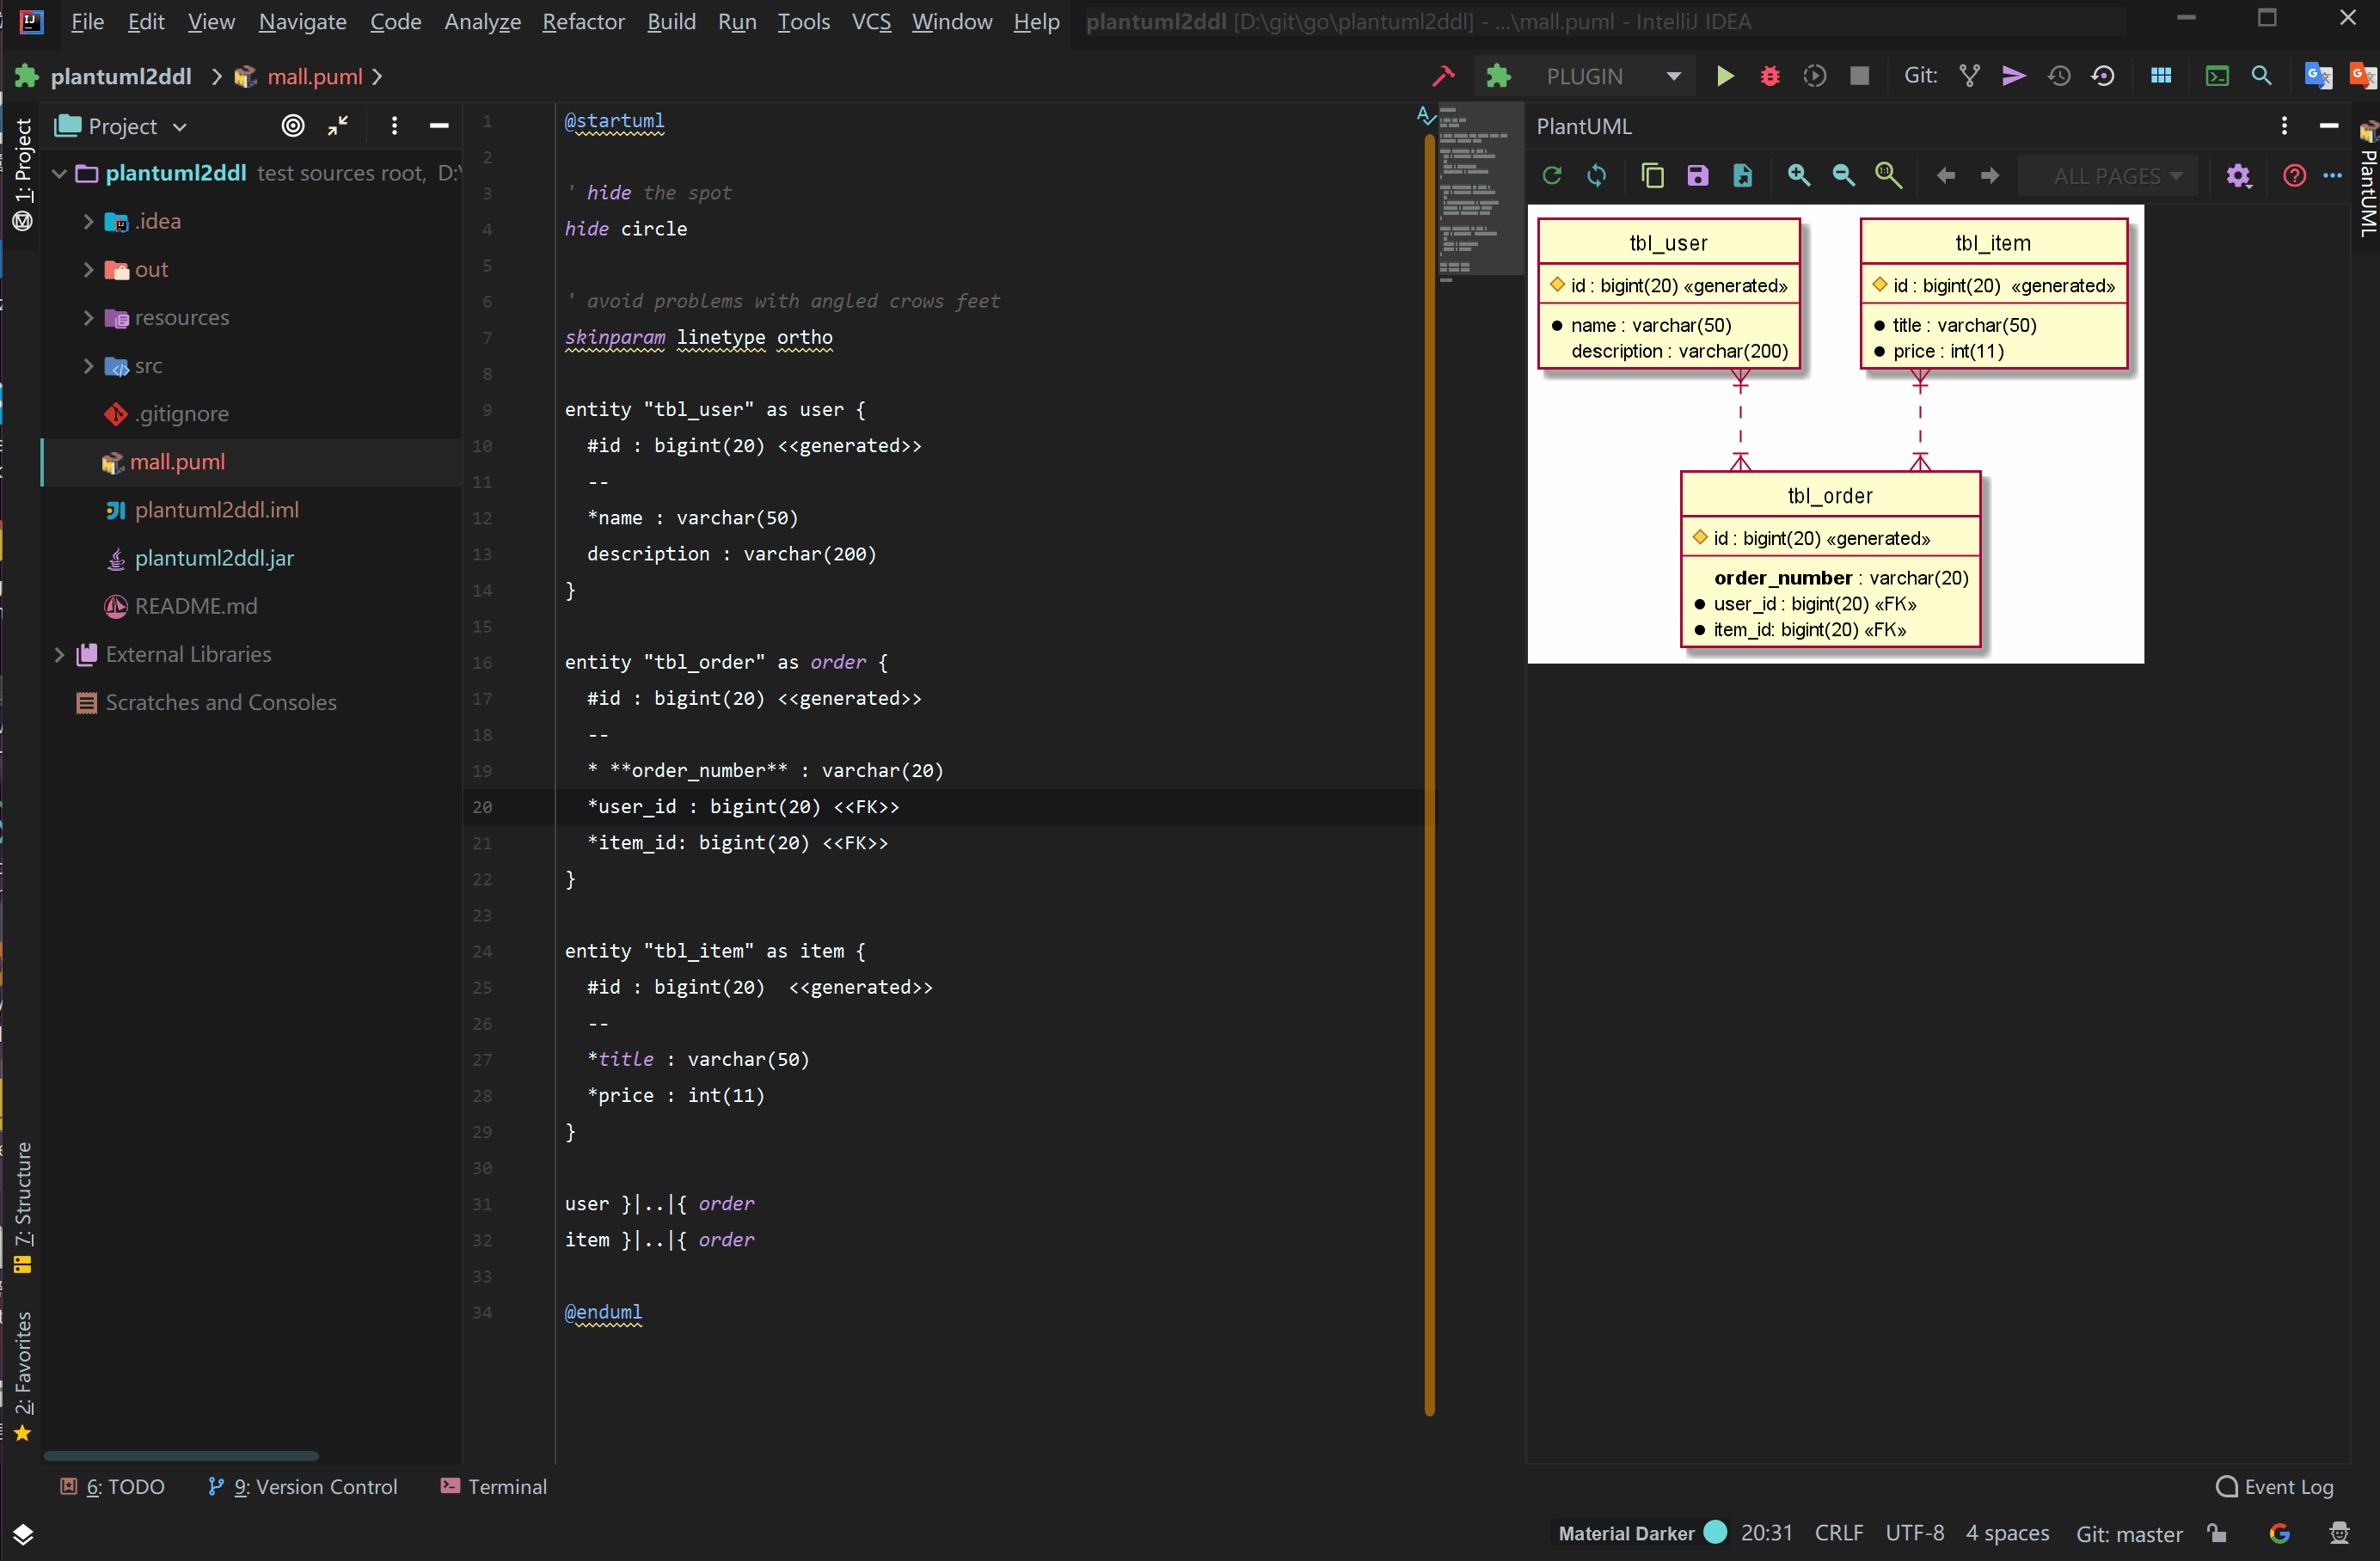 File Edit View Navigate Code Analyze Refactor Build Run Tools VCS Window Help plantuml2ddl [D:\git\go\plantuml2ddl] - ...\mall.puml - IntelliJ IDEA
plantuml2ddl mall.puml PLUGIN Git:
1: Project
Project
plantuml2ddl test sources root, D:\
.idea
out
resources
src
.gitignore
mall.puml
plantuml2ddl.iml
plantuml2ddl.jar
README.md
External Libraries
Scratches and Consoles
7: Structure
2: Favorites
1 @startuml
2
3 ' hide the spot
4 hide circle
5
6 ' avoid problems with angled crows feet
7 skinparam linetype ortho
8
9 entity "tbl_user" as user {
10 #id : bigint(20) <<generated>>
11 --
12 *name : varchar(50)
13 description : varchar(200)
14 }
15
16 entity "tbl_order" as order {
17 #id : bigint(20) <<generated>>
18 --
19 * **order_number** : varchar(20)
20 *user_id : bigint(20) <<FK>>
21 *item_id: bigint(20) <<FK>>
22 }
23
24 entity "tbl_item" as item {
25 #id : bigint(20)  <<generated>>
26 --
27 *title : varchar(50)
28 *price : int(11)
29 }
30
31 user }|..|{ order
32 item }|..|{ order
33
34 @enduml
PlantUML
1:1 ALL PAGES
PlantUML
tbl_user
id : bigint(20) «generated»
name : varchar(50)
description : varchar(200)
tbl_item
id : bigint(20)  «generated»
title : varchar(50)
price : int(11)
tbl_order
id : bigint(20) «generated»
order_number : varchar(20)
user_id : bigint(20) «FK»
item_id: bigint(20) «FK»
6: TODO 9: Version Control Terminal Event Log
Material Darker 20:31 CRLF UTF-8 4 spaces Git: master